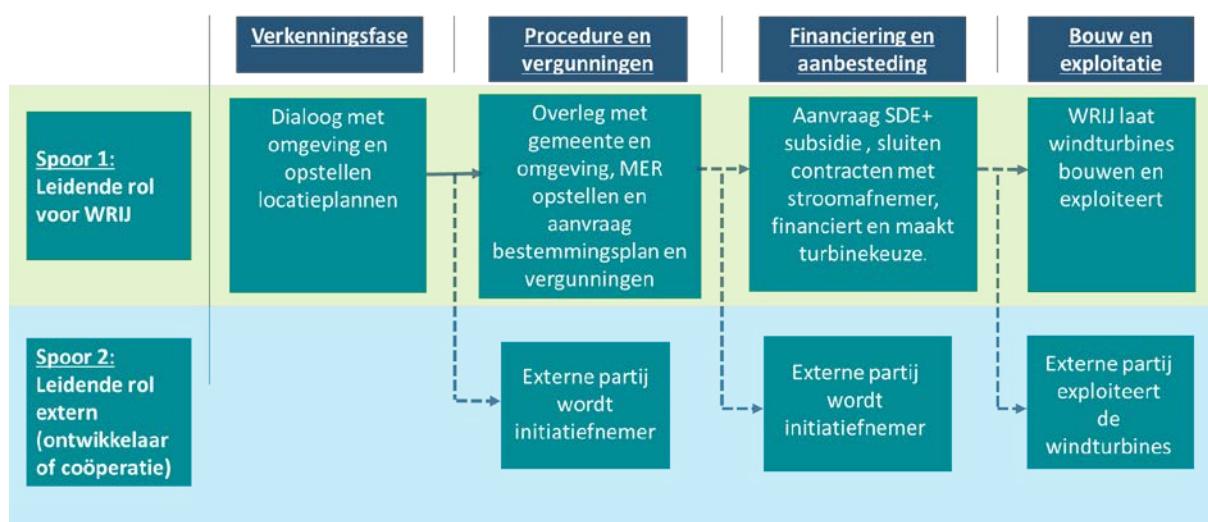 Verkenningsfase
Procedure en
vergunningen
Financiering en
aanbesteding
Bouw en
exploitatie
Spoor 1:
Leidende rol
voor WRIJ
Dialoog met
omgeving en
opstellen
locatieplannen
Overleg met
gemeente en
omgeving, MER
opstellen en
aanvraag
bestemmingsplan en
vergunningen
Aanvraag SDE+
subsidie , sluiten
contracten met
stroomafnemer,
financiert en maakt
turbinekeuze.
WRIJ laat
windturbines
bouwen en
exploiteert
Spoor 2:
Leidende rol
extern
(ontwikkelaar
of coöperatie)
Externe partij
wordt
initiatiefnemer
Externe partij
wordt
initiatiefnemer
Externe partij
exploiteert
de
windturbines